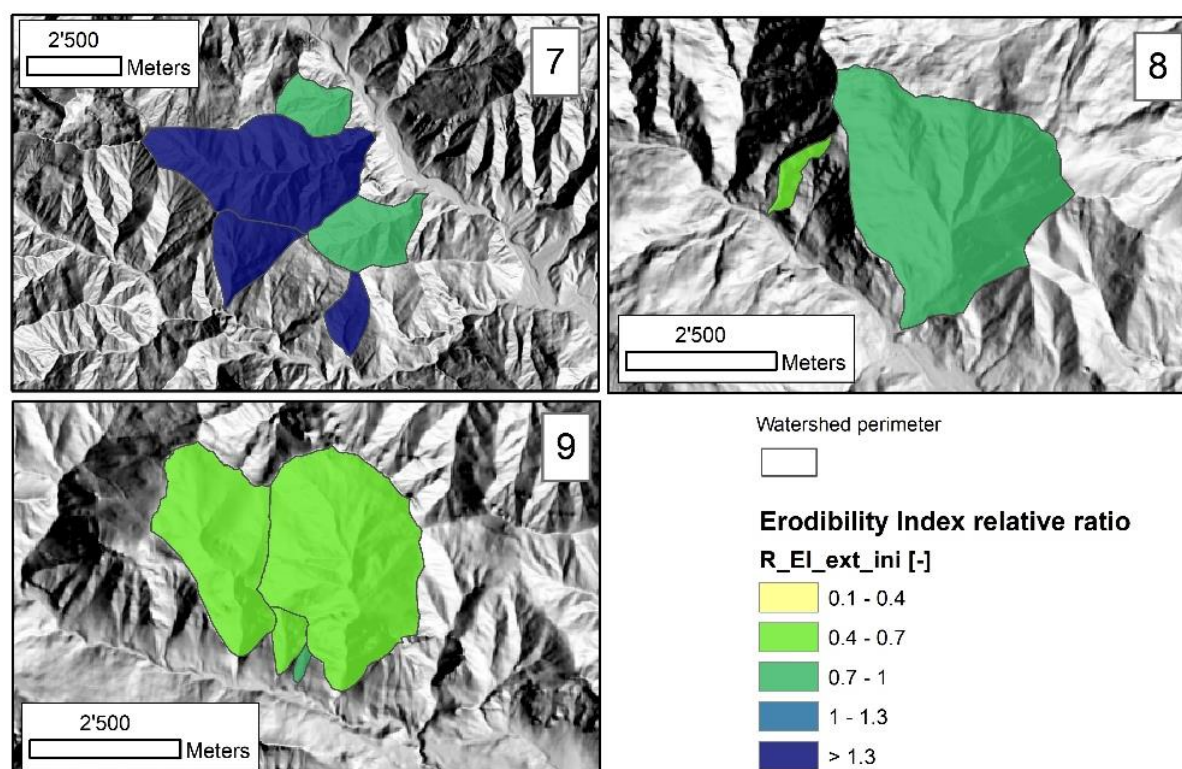 2'500
Meters
7
8
2'500
Meters
9
2'500
Meters
Watershed perimeter
Erodibility Index relative ratio
R_EI_ext_ini [-]
0.1 - 0.4
0.4 - 0.7
0.7 - 1
1 - 1.3
> 1.3